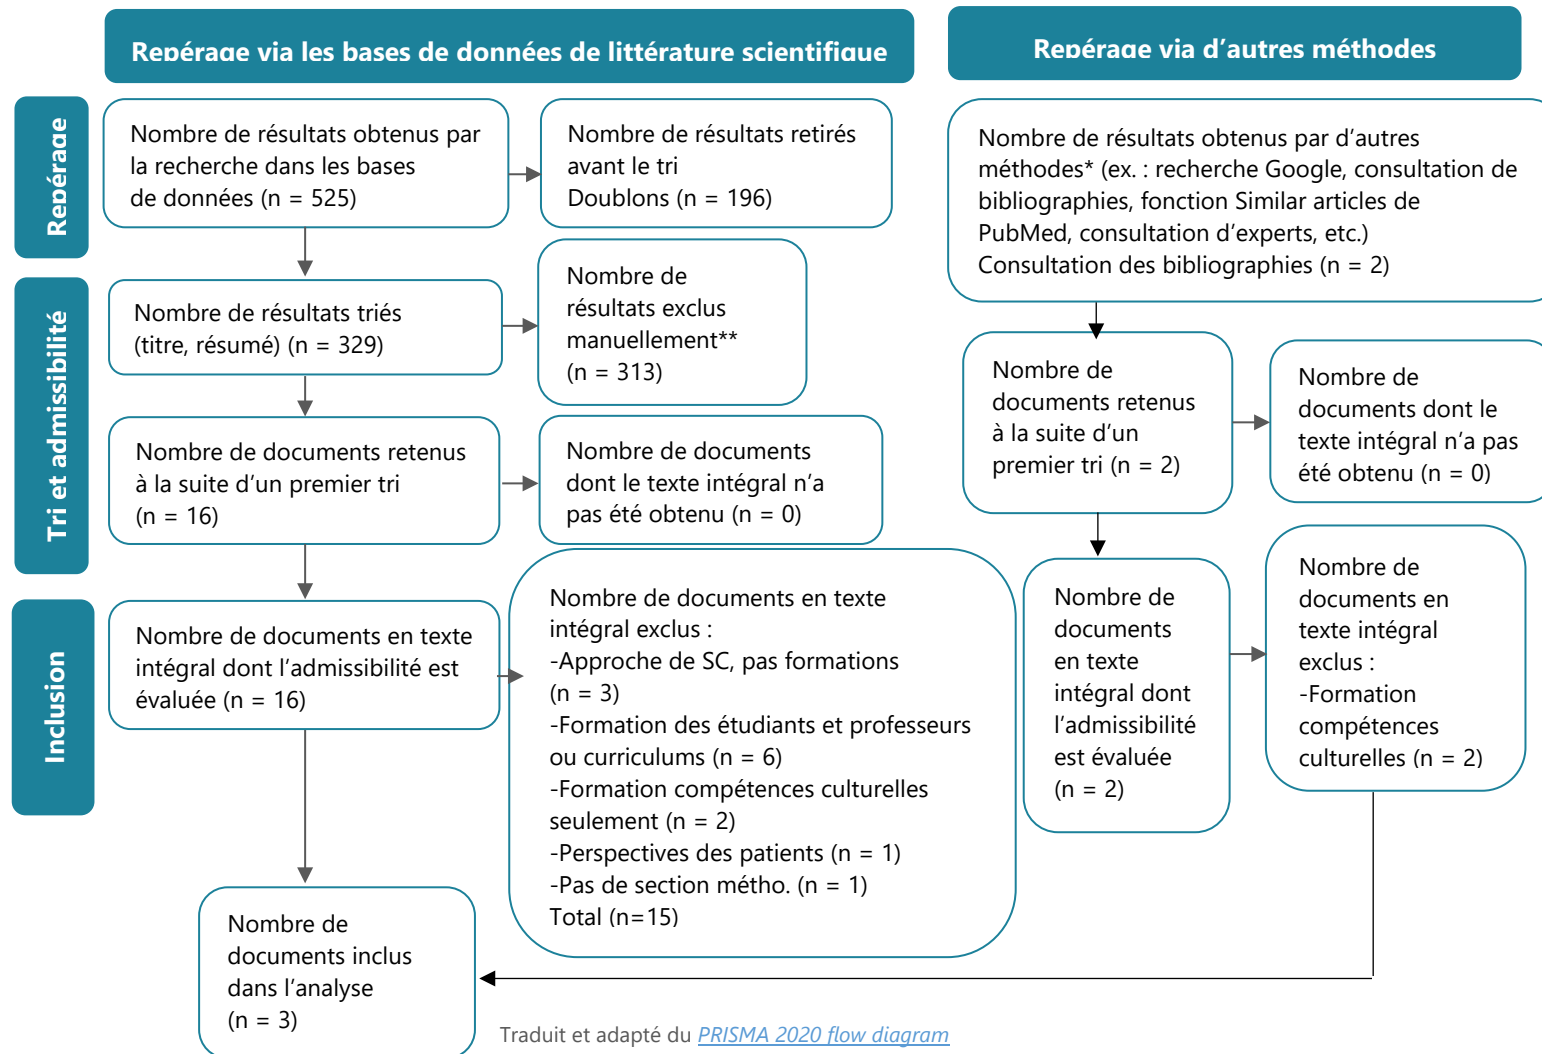 Repérage via les bases de données de littérature scientifique
Repérage via d'autres méthodes
Repérage
Nombre de résultats obtenus par
la recherche dans les bases
de données (n = 525)
Nombre de résultats retirés
avant le tri
Doublons (n = 196)
Nombre de résultats obtenus par d'autres
méthodes* (ex. : recherche Google, consultation de
bibliographies, fonction Similar articles de
PubMed, consultation d'experts, etc.)
Consultation des bibliographies (n = 2)
Tri et admissibilité
Nombre de résultats triés
(titre, résumé) (n = 329)
Nombre de
résultats exclus
manuellement**
(n = 313)
Nombre de
documents retenus
à la suite d'un
premier tri (n = 2)
Nombre de
documents dont le
texte intégral n'a pas
été obtenu (n = 0)
Nombre de documents retenus
à la suite d'un premier tri
(n = 16)
Nombre de documents
dont le texte intégral n'a
pas été obtenu (n = 0)
Inclusion
Nombre de documents en texte
intégral dont l'admissibilité est
évaluée (n = 16)
Nombre de documents en texte
intégral exclus :
-Approche de SC, pas formations
(n = 3)
-Formation des étudiants et professeurs
ou curriculums (n = 6)
-Formation compétences culturelles
seulement (n = 2)
-Perspectives des patients (n = 1)
-Pas de section métho. (n = 1)
Total (n=15)
Nombre de
documents
en texte
intégral dont
l'admissibilité
est évaluée
(n = 2)
Nombre de
documents en
texte intégral
exclus :
-Formation
compétences
culturelles (n = 2)
Nombre de
documents inclus
dans l'analyse
(n = 3)
Traduit et adapté du PRISMA 2020 flow diagram